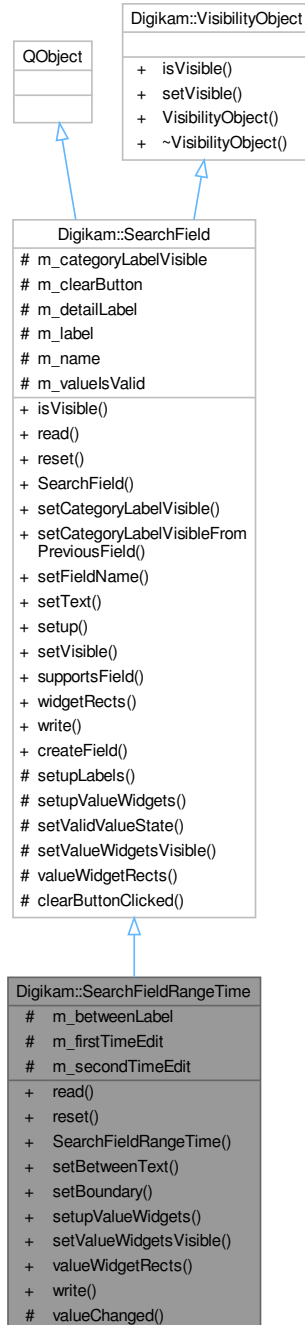 Digikam::VisibilityObject
+ isVisible()
+ setVisible()
+ VisibilityObject()
+ ~VisibilityObject()
QObject
Digikam::SearchField
# m_categoryLabelVisible
# m_clearButton
# m_detailLabel
# m_label
# m_name
# m_valueIsValid
+ isVisible()
+ read()
+ reset()
+ SearchField()
+ setCategoryLabelVisible()
+ setCategoryLabelVisibleFrom
PreviousField()
+ setFieldName()
+ setText()
+ setup()
+ setVisible()
+ supportsField()
+ widgetRects()
+ write()
+ createField()
# setupLabels()
# setupValueWidgets()
# setValidValueState()
# setValueWidgetsVisible()
# valueWidgetRects()
# clearButtonClicked()
Digikam::SearchFieldRangeTime
# m_betweenLabel
# m_firstTimeEdit
# m_secondTimeEdit
+ read()
+ reset()
+ SearchFieldRangeTime()
+ setBetweenText()
+ setBoundary()
+ setupValueWidgets()
+ setValueWidgetsVisible()
+ valueWidgetRects()
+ write()
# valueChanged()